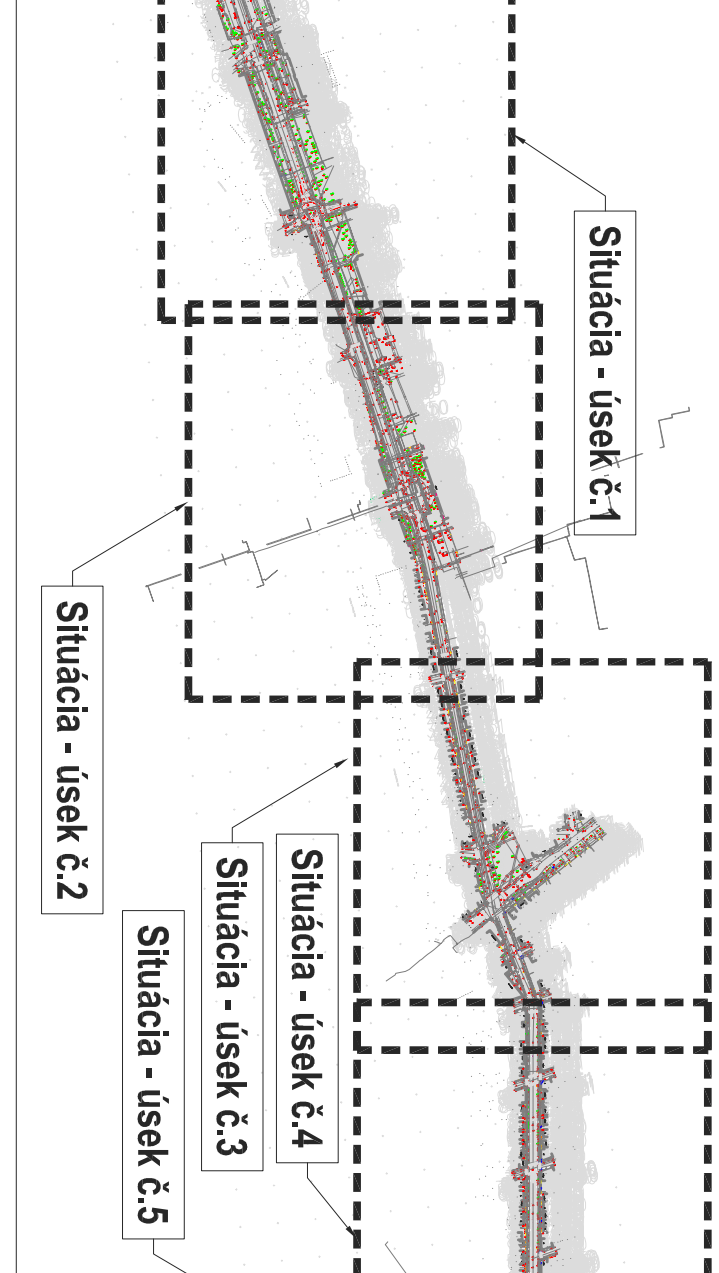 Situácia - úsek č.1
Situácia - úsek č.2
Situácia - úsek č.3
Situácia - úsek č.4
Situácia - úsek č.5